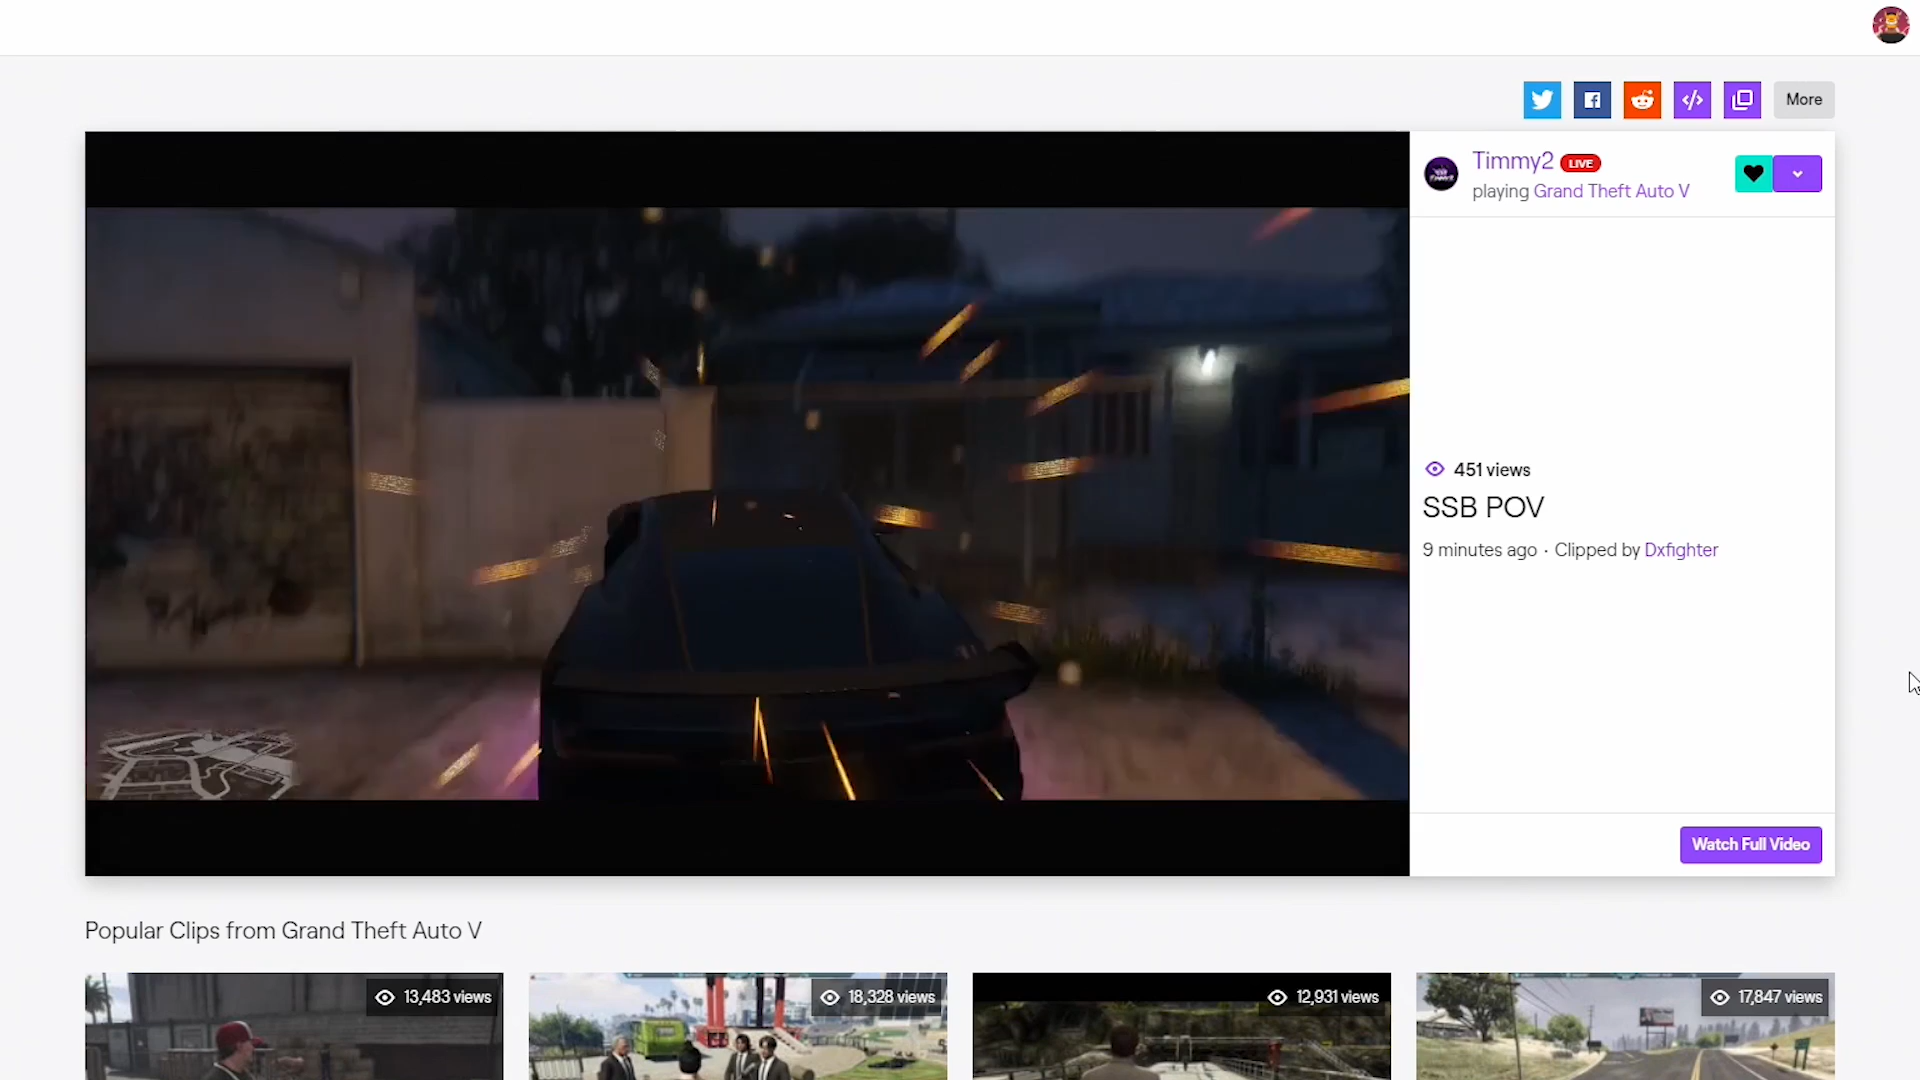 More
Timmy2 LIVE
playing Grand Theft Auto V
451 views
SSB POV
9 minutes ago · Clipped by Dxfighter
Watch Full Video
Popular Clips from Grand Theft Auto V
13,483 views
18,328 views
12,931 views
17,847 views